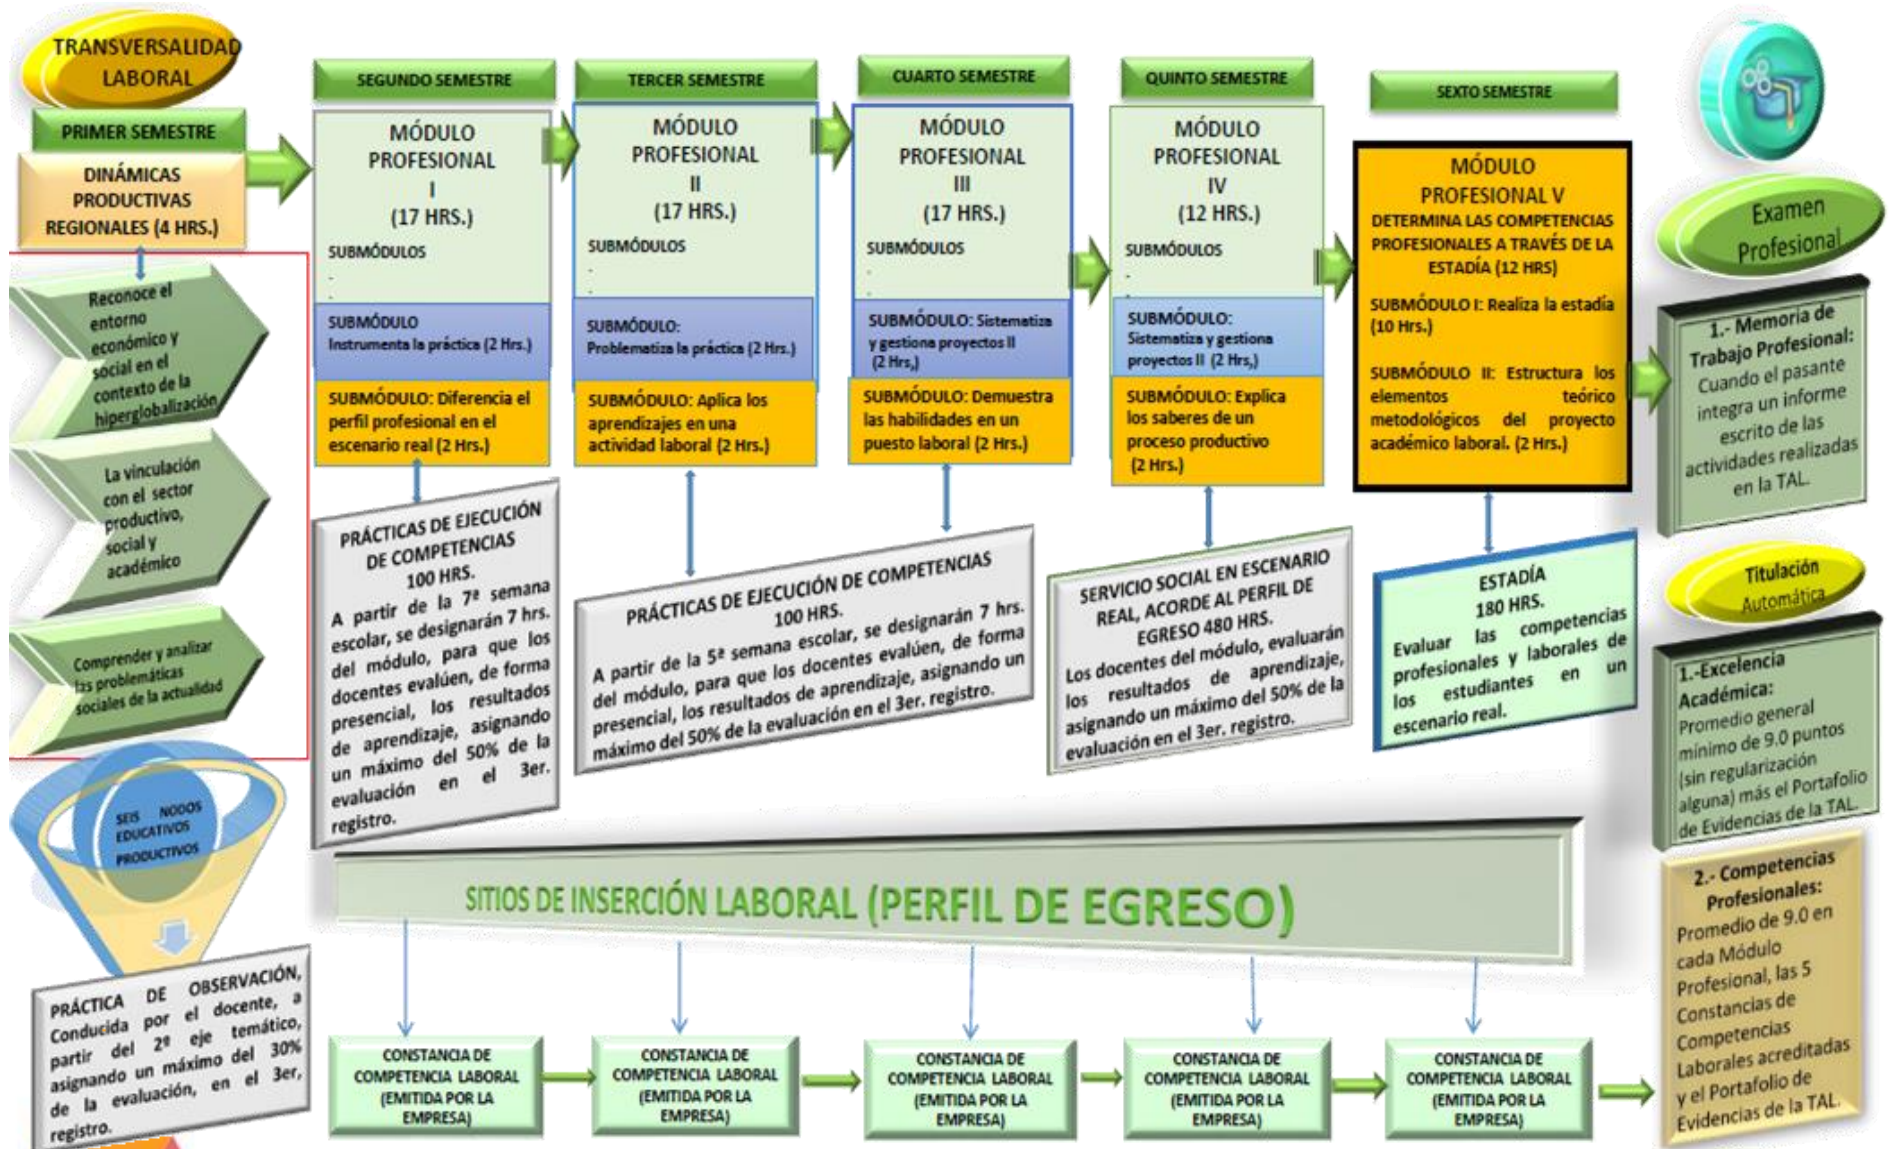 TRANSVERSALIDAD
LABORAL
PRIMER SEMESTRE
DINÁMICAS
PRODUCTIVAS
REGIONALES (4 HRS.)
Reconoce el
entorno
económico y
social en el
contexto de la
hiperglobalización
La vinculación
con el sector
productivo,
social y
académico
Comprender y analizar
las problemáticas
sociales de la actualidad
SEIS NODOS
EDUCATIVOS
PRODUCTIVOS
PRÁCTICA DE OBSERVACIÓN,
Conducida por el docente, a
partir del 2º eje temático,
asignando un máximo del 30%
de la evaluación, en el 3er,
registro.
SEGUNDO SEMESTRE
MÓDULO
PROFESIONAL
I
(17 HRS.)
SUBMÓDULOS
.
.
SUBMÓDULO
Instrumenta la práctica (2 Hrs.)
SUBMÓDULO: Diferencia el
perfil profesional en el
escenario real (2 Hrs.)
PRÁCTICAS DE EJECUCIÓN
DE COMPETENCIAS
100 HRS.
A partir de la 7ª semana
escolar, se designarán 7 hrs.
del módulo, para que los
docentes evalúen, de forma
presencial, los resultados
de aprendizaje, asignando
un máximo del 50% de la
evaluación en el 3er.
registro.
TERCER SEMESTRE
MÓDULO
PROFESIONAL
II
(17 HRS.)
SUBMÓDULOS
.
.
SUBMÓDULO:
Problematiza la práctica (2 Hrs.)
SUBMÓDULO: Aplica los
aprendizajes en una
actividad laboral (2 Hrs.)
CUARTO SEMESTRE
MÓDULO
PROFESIONAL
III
(17 HRS.)
SUBMÓDULOS
.
.
SUBMÓDULO: Sistematiza
y gestiona proyectos II
(2 Hrs,)
SUBMÓDULO: Demuestra
las habilidades en un
puesto laboral (2 Hrs.)
PRÁCTICAS DE EJECUCIÓN DE COMPETENCIAS
100 HRS.
A partir de la 5ª semana escolar, se designarán 7 hrs.
del módulo, para que los docentes evalúen, de forma
presencial, los resultados de aprendizaje, asignando un
máximo del 50% de la evaluación en el 3er. registro.
QUINTO SEMESTRE
MÓDULO
PROFESIONAL
IV
(12 HRS.)
SUBMÓDULOS
.
.
SUBMÓDULO:
Sistematiza y gestiona
proyectos II (2 Hrs,)
SUBMÓDULO: Explica
los saberes de un
proceso productivo
(2 Hrs.)
SERVICIO SOCIAL EN ESCENARIO
REAL, ACORDE AL PERFIL DE
EGRESO 480 HRS.
Los docentes del módulo, evaluarán
los resultados de aprendizaje,
asignando un máximo del 50% de la
evaluación en el 3er. registro.
SEXTO SEMESTRE
MÓDULO
PROFESIONAL V
DETERMINA LAS COMPETENCIAS
PROFESIONALES A TRAVÉS DE LA
ESTADÍA (12 HRS)
SUBMÓDULO I: Realiza la estadía
(10 Hrs.)
SUBMÓDULO II: Estructura los
elementos teórico
metodológicos del proyecto
académico laboral. (2 Hrs.)
ESTADÍA
180 HRS.
Evaluar las competencias
profesionales y laborales de
los estudiantes en un
escenario real.
Examen
Profesional
1.- Memoria de
Trabajo Profesional:
Cuando el pasante
integra un informe
escrito de las
actividades realizadas
en la TAL.
Titulación
Automática
1.-Excelencia
Académica:
Promedio general
mínimo de 9.0 puntos
(sin regularización
alguna) más el Portafolio
de Evidencias de la TAL.
2.- Competencias
Profesionales:
Promedio de 9.0 en
cada Módulo
Profesional, las 5
Constancias de
Competencias
Laborales acreditadas
y el Portafolio de
Evidencias de la TAL.
SITIOS DE INSERCIÓN LABORAL (PERFIL DE EGRESO)
CONSTANCIA DE
COMPETENCIA LABORAL
(EMITIDA POR LA
EMPRESA)
CONSTANCIA DE
COMPETENCIA LABORAL
(EMITIDA POR LA
EMPRESA)
CONSTANCIA DE
COMPETENCIA LABORAL
(EMITIDA POR LA
EMPRESA)
CONSTANCIA DE
COMPETENCIA LABORAL
(EMITIDA POR LA
EMPRESA)
CONSTANCIA DE
COMPETENCIA LABORAL
(EMITIDA POR LA
EMPRESA)